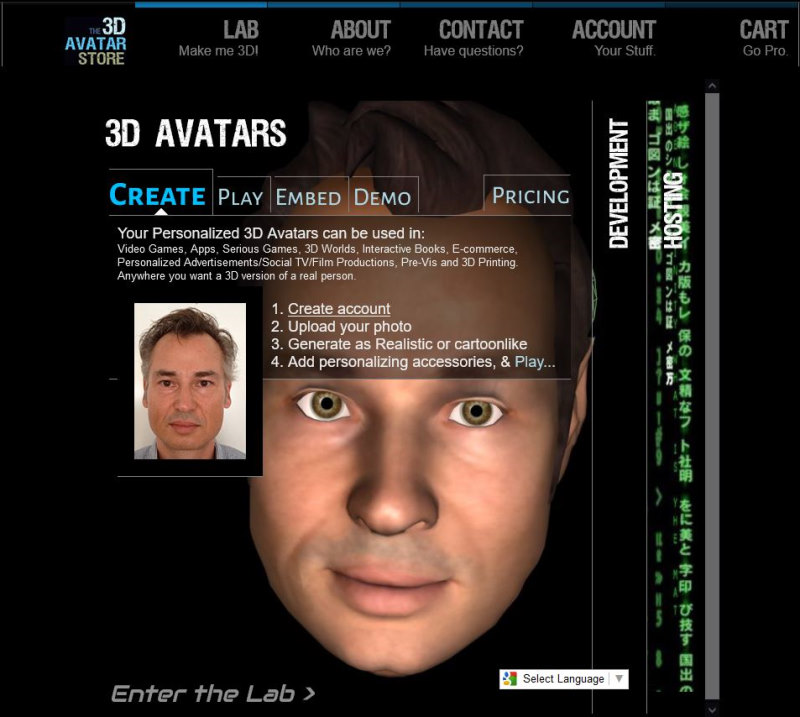 THE 3D
AVATAR
STORE
LAB
Make me 3D!
ABOUT
Who are we?
CONTACT
Have questions?
ACCOUNT
Your Stuff.
CART
Go Pro.
3D AVATARS
CREATE
PLAY
EMBED
DEMO
PRICING
Your Personalized 3D Avatars can be used in:
Video Games, Apps, Serious Games, 3D Worlds, Interactive Books, E-commerce,
Personalized Advertisements/Social TV/Film Productions, Pre-Vis and 3D Printing.
Anywhere you want a 3D version of a real person.
1. Create account
2. Upload your photo
3. Generate as Realistic or cartoonlike
4. Add personalizing accessories, & Play...
DEVELOPMENT
HOSTING
Enter the Lab >
Select Language